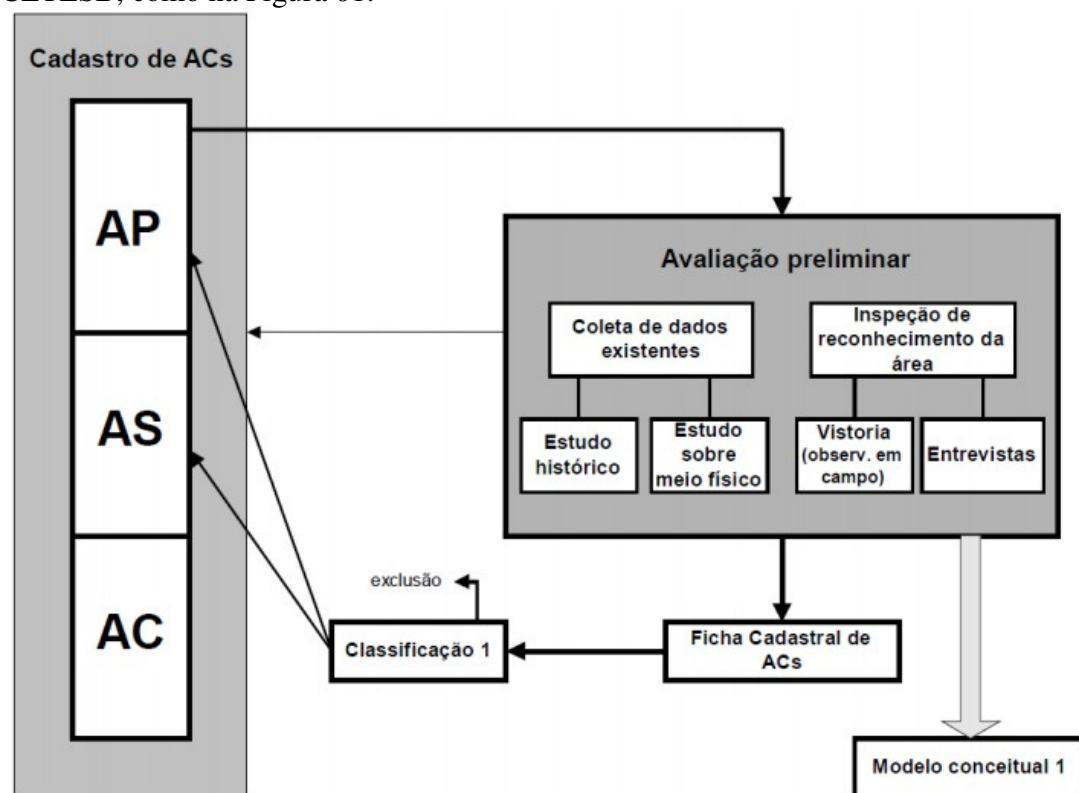 CETESB, como na Figura 01.
Cadastro de ACs
AP
AS
AC
Avaliação preliminar
Coleta de dados
existentes
Inspeção de
reconhecimento da
área
Estudo
histórico
Estudo
sobre
meio físico
Vistoria
(observ. em
campo)
Entrevistas
exclusão
Classificação 1
Ficha Cadastral de
ACs
Modelo conceitual 1